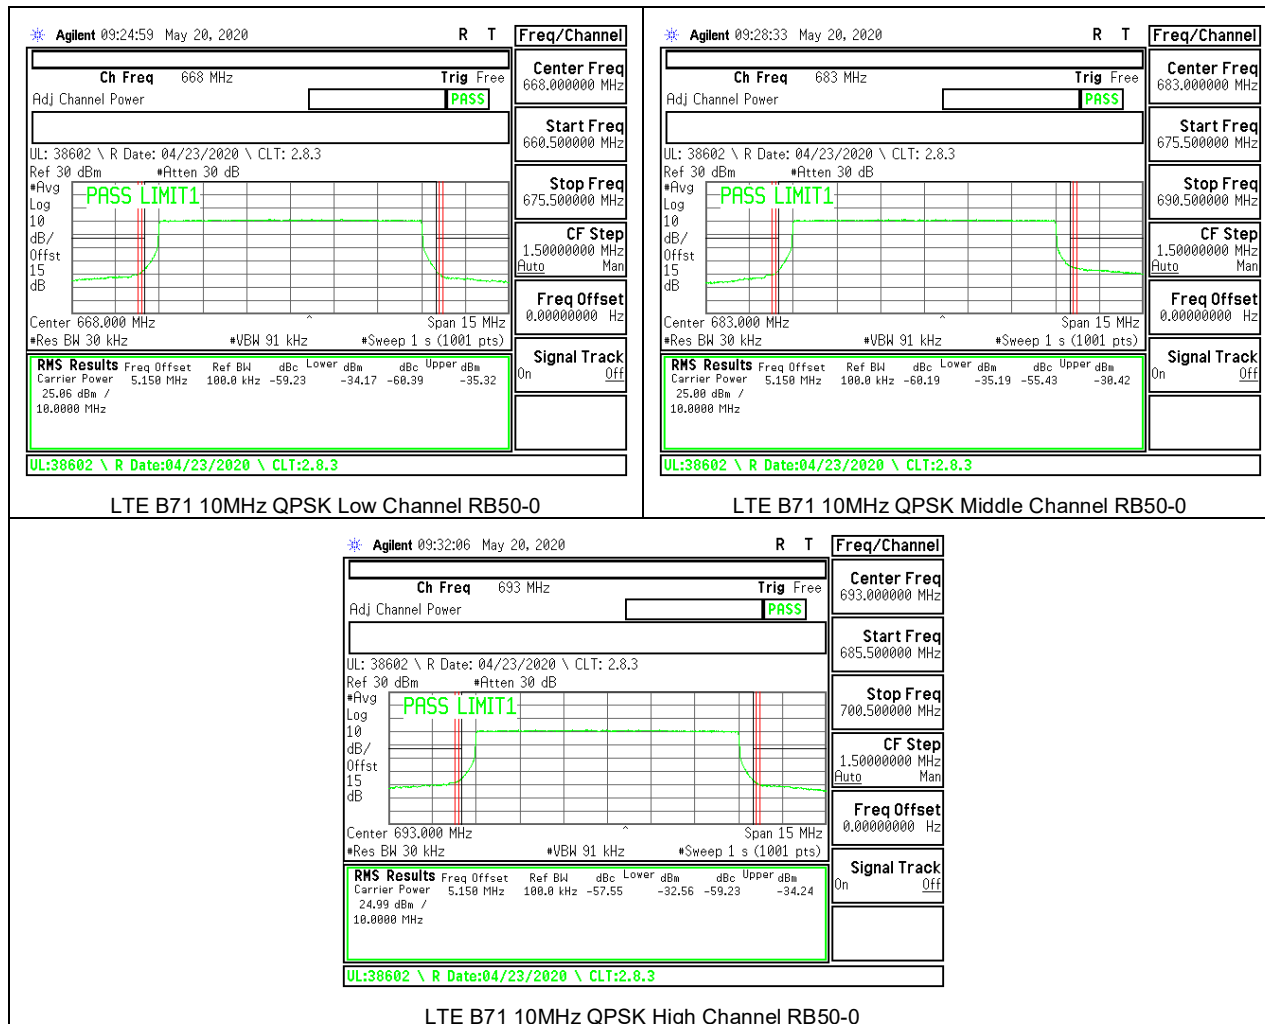 Agilent 09:24:59 May 20, 2020 R T
Freq/Channel
Ch Freq 668 MHz Trig Free
Adj Channel Power PASS
UL: 38602 \ R Date: 04/23/2020 \ CLT: 2.8.3
Ref 30 dBm #Atten 30 dB
#Avg
Log
10
dB/
Offst
15
dB
PASS LIMIT1
Center 668.000 MHz ^ Span 15 MHz
#Res BW 30 kHz #VBW 91 kHz #Sweep 1 s (1001 pts)
RMS Results Freq Offset Ref BW dBc Lower dBm dBc Upper dBm
Carrier Power 5.150 MHz 100.0 kHz -59.23 -34.17 -60.39 -35.32
25.06 dBm /
10.0000 MHz
UL:38602 \ R Date:04/23/2020 \ CLT:2.8.3
Center Freq
668.000000 MHz
Start Freq
660.500000 MHz
Stop Freq
675.500000 MHz
CF Step
1.50000000 MHz
Auto Man
Freq Offset
0.00000000 Hz
Signal Track
On Off
LTE B71 10MHz QPSK Low Channel RB50-0
Agilent 09:28:33 May 20, 2020 R T
Freq/Channel
Ch Freq 683 MHz Trig Free
Adj Channel Power PASS
UL: 38602 \ R Date: 04/23/2020 \ CLT: 2.8.3
Ref 30 dBm #Atten 30 dB
#Avg
Log
10
dB/
Offst
15
dB
PASS LIMIT1
Center 683.000 MHz ^ Span 15 MHz
#Res BW 30 kHz #VBW 91 kHz #Sweep 1 s (1001 pts)
RMS Results Freq Offset Ref BW dBc Lower dBm dBc Upper dBm
Carrier Power 5.150 MHz 100.0 kHz -60.19 -35.19 -55.43 -30.42
25.00 dBm /
10.0000 MHz
UL:38602 \ R Date:04/23/2020 \ CLT:2.8.3
Center Freq
683.000000 MHz
Start Freq
675.500000 MHz
Stop Freq
690.500000 MHz
CF Step
1.50000000 MHz
Auto Man
Freq Offset
0.00000000 Hz
Signal Track
On Off
LTE B71 10MHz QPSK Middle Channel RB50-0
Agilent 09:32:06 May 20, 2020 R T
Freq/Channel
Ch Freq 693 MHz Trig Free
Adj Channel Power PASS
UL: 38602 \ R Date: 04/23/2020 \ CLT: 2.8.3
Ref 30 dBm #Atten 30 dB
#Avg
Log
10
dB/
Offst
15
dB
PASS LIMIT1
Center 693.000 MHz ^ Span 15 MHz
#Res BW 30 kHz #VBW 91 kHz #Sweep 1 s (1001 pts)
RMS Results Freq Offset Ref BW dBc Lower dBm dBc Upper dBm
Carrier Power 5.150 MHz 100.0 kHz -57.55 -32.56 -59.23 -34.24
24.99 dBm /
10.0000 MHz
UL:38602 \ R Date:04/23/2020 \ CLT:2.8.3
Center Freq
693.000000 MHz
Start Freq
685.500000 MHz
Stop Freq
700.500000 MHz
CF Step
1.50000000 MHz
Auto Man
Freq Offset
0.00000000 Hz
Signal Track
On Off
LTE B71 10MHz QPSK High Channel RB50-0